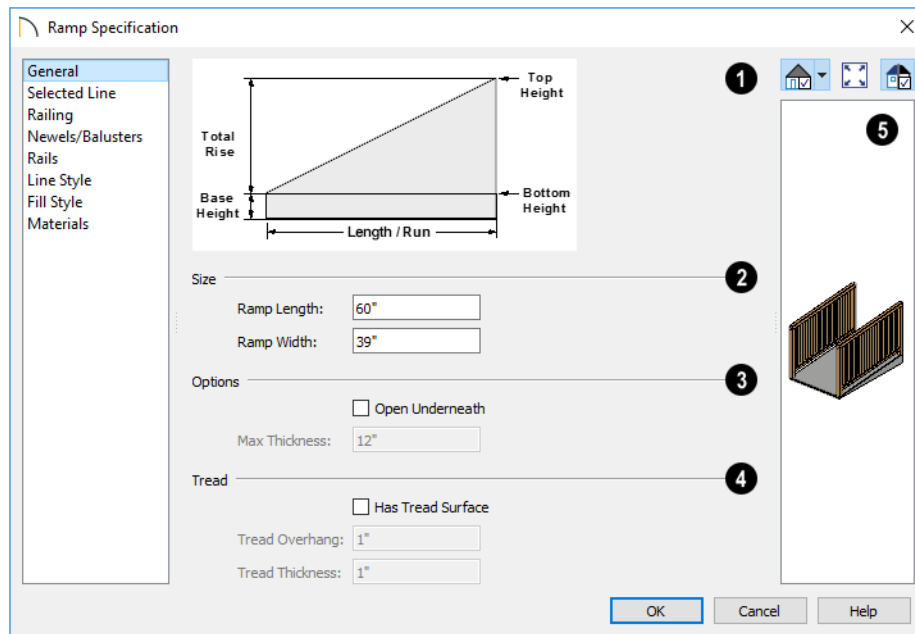 Ramp Specification
General
Selected Line
Railing
Newels/Balusters
Rails
Line Style
Fill Style
Materials
Top
Height
Total
Rise
Base
Height
Bottom
Height
Length / Run
1
5
Size
2
Ramp Length: 60"
Ramp Width: 39"
Options
3
Open Underneath
Max Thickness: 12"
Tread
4
Has Tread Surface
Tread Overhang: 1"
Tread Thickness: 1"
OK Cancel Help